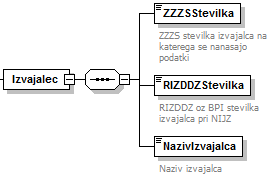 ZZZSStevilka
ZZZS stevilka izvajalca na
katerega se nanasajo
podatki
Izvajalec
RIZDDZStevilka
RIZDDZ oz BPI stevilka
izvajalca pri NIJZ
NazivIzvajalca
Naziv izvajalca